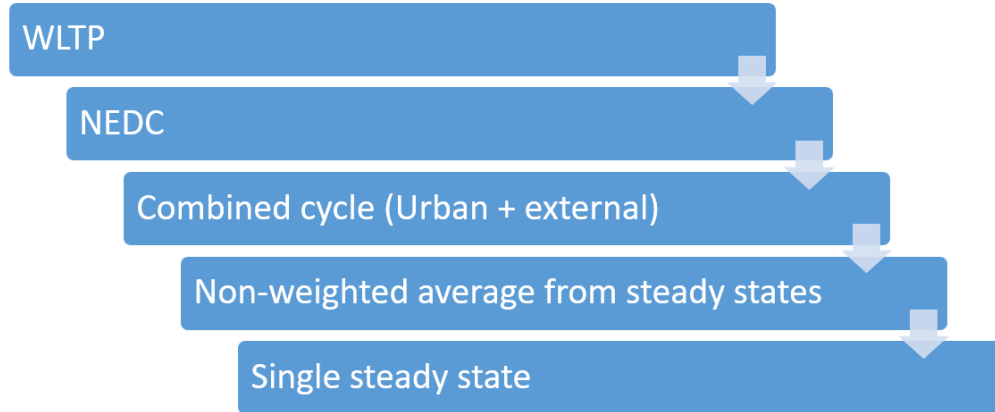 WLTP
NEDC
Combined cycle (Urban + external)
Non-weighted average from steady states
Single steady state